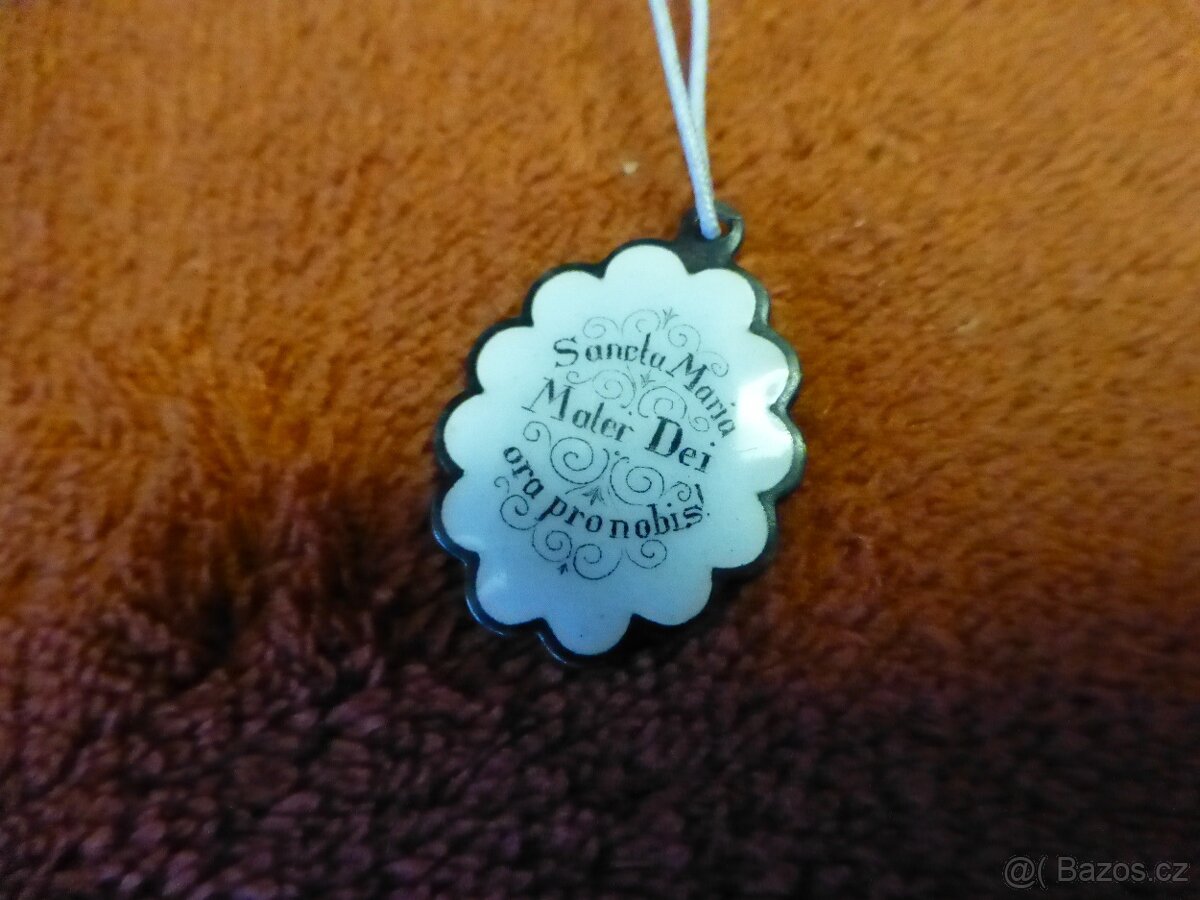 Sancta Maria
Mater Dei
ora pro nobis.
@( Bazos.cz